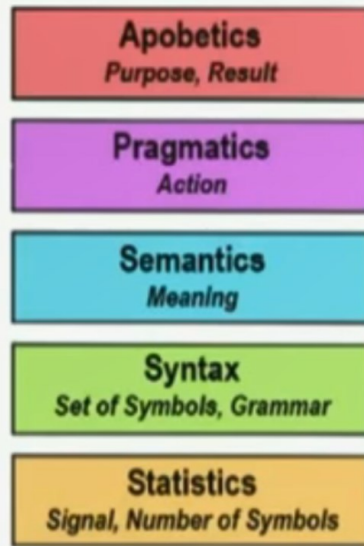 Apobetics
Purpose, Result
Pragmatics
Action
Semantics
Meaning
Syntax
Set of Symbols, Grammar
Statistics
Signal, Number of Symbols